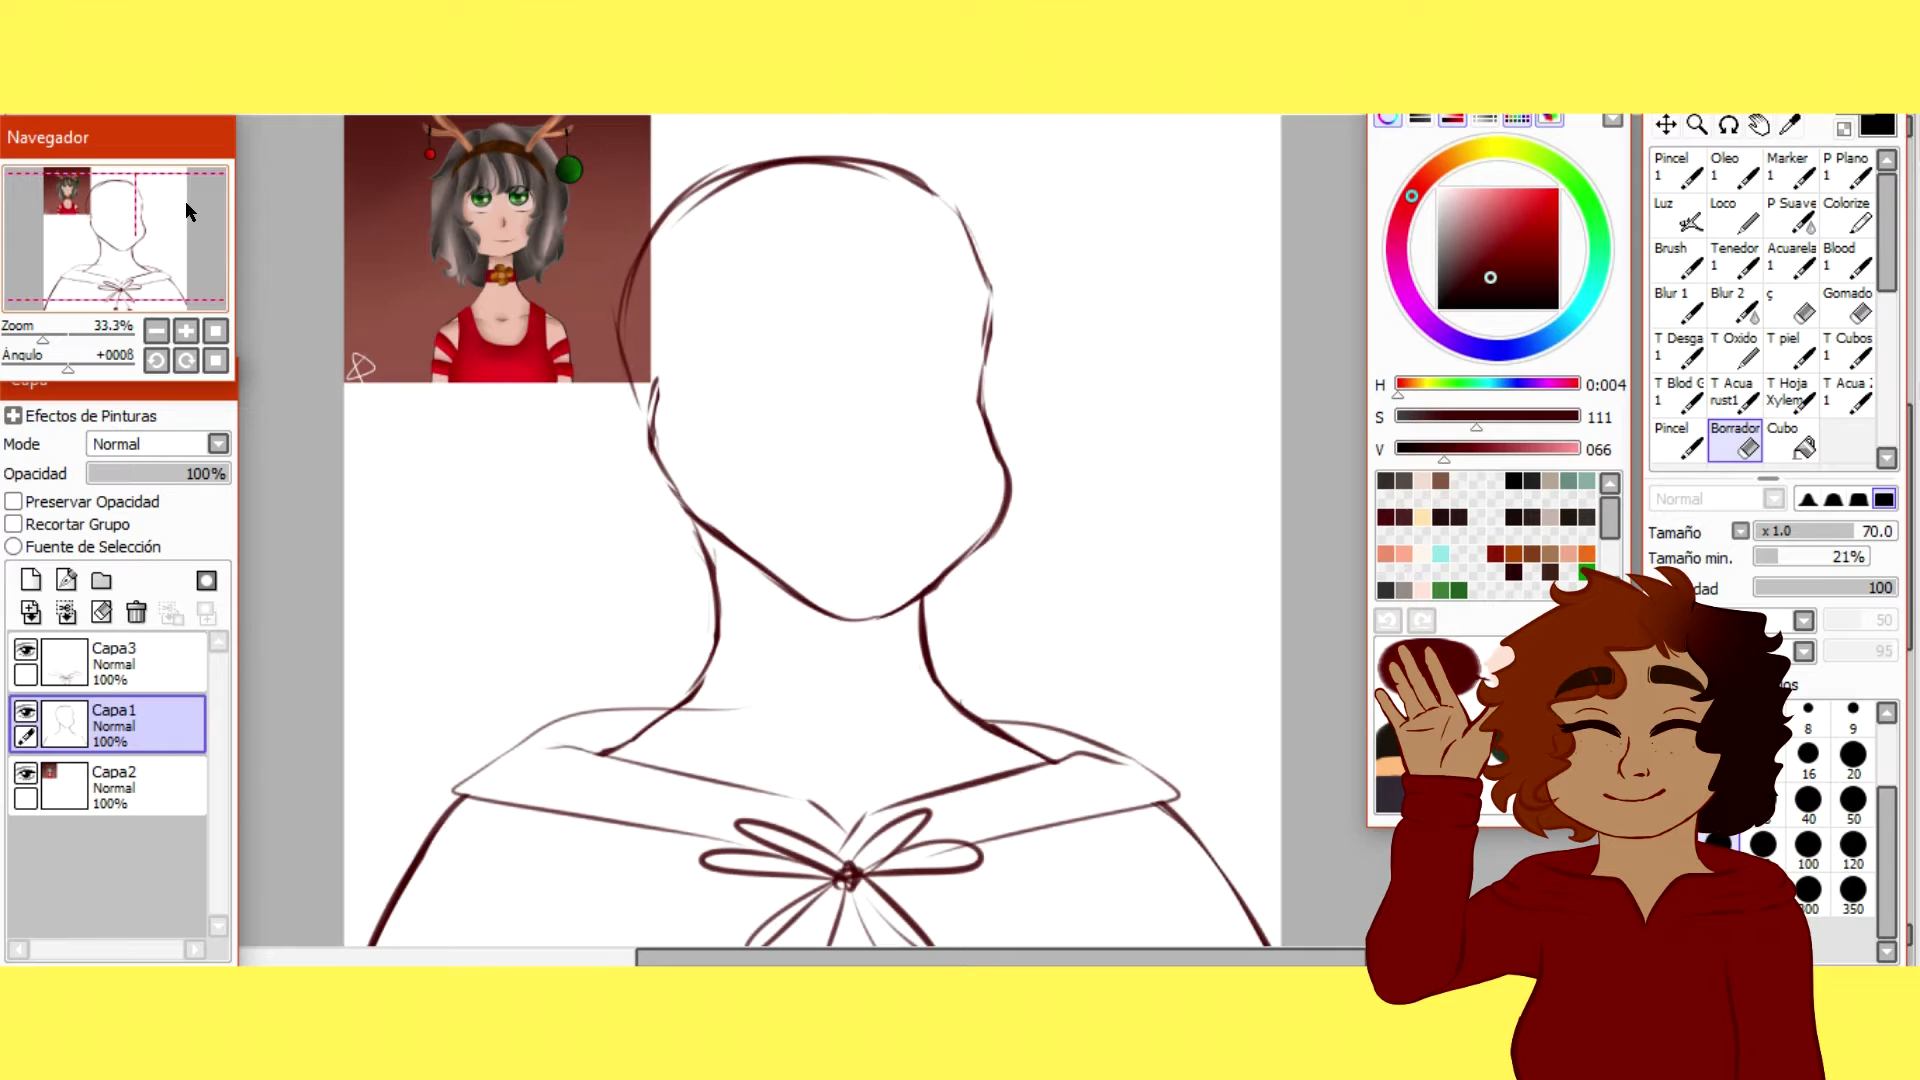 Navegador
Zoom 33.3%
Ángulo +0008
Efectos de Pinturas
Mode Normal
Opacidad 100%
Preservar Opacidad
Recortar Grupo
Fuente de Selección
Capa3
Normal
100%
Capa1
Normal
100%
Capa2
Normal
100%
H 0:004
S 111
V 066
Pincel Oleo Marker P Plano
1 1 1 1
Luz Loco P Suave Colorize
Brush Tenedor Acuarela Blood
1 1 1 1
Blur 1 Blur 2 ç Gomado
T Desga T Oxido T piel T Cubos
1 1
T Blod G T Acua T Hoja T Acua
1 rust1 Xylem 1
Pincel Borrador Cubo
Normal
Tamaño x 1.0 70.0
Tamaño min. 21%
dad 100
50
95
os
8 9
16 20
40 50
100 120
350